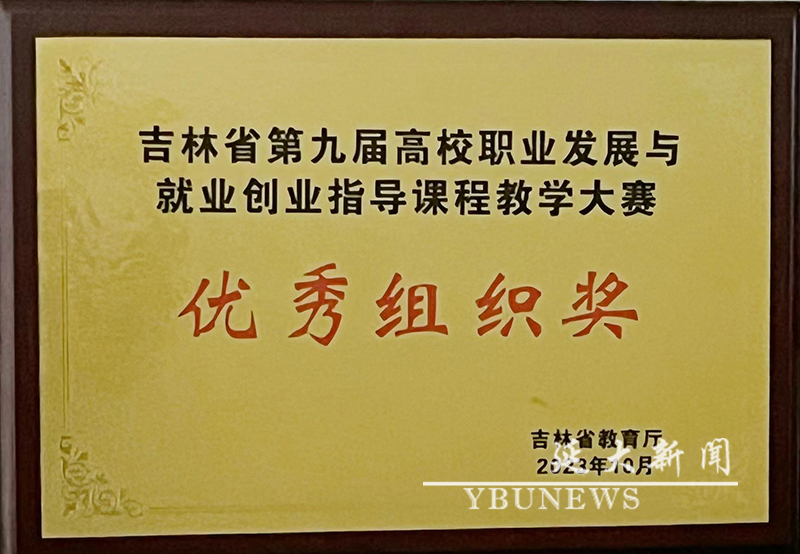 吉林省第九届高校职业发展与
就业创业指导课程教学大赛
优秀组织奖
吉林省教育厅
2023年10月
延大新闻
YBUNEWS